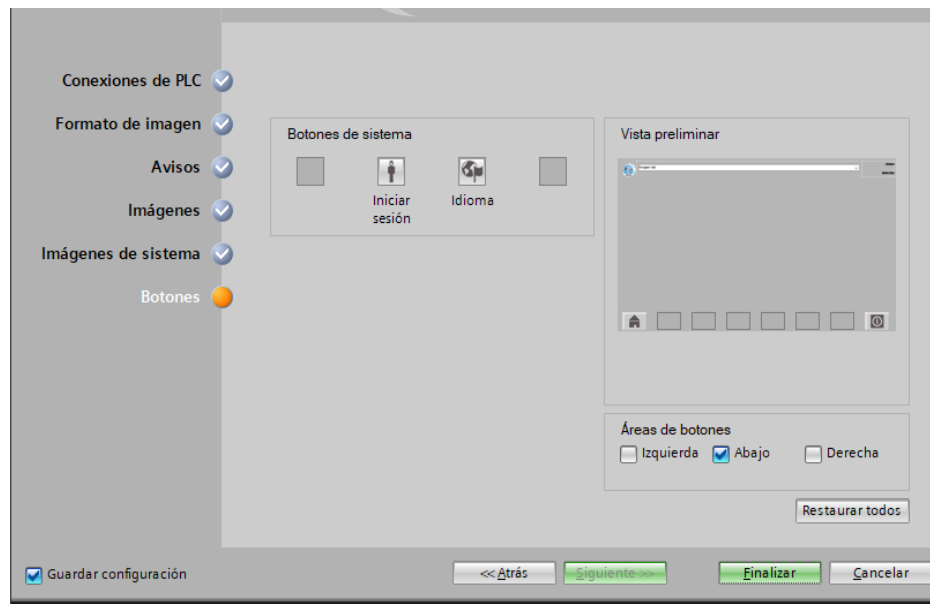 Conexiones de PLC
Formato de imagen
Avisos
Imágenes
Imágenes de sistema
Botones
Botones de sistema
Iniciar
sesión
Idioma
Vista preliminar
Áreas de botones
Izquierda
Abajo
Derecha
Restaurar todos
Guardar configuración
<< Atrás
Siguiente >>
Finalizar
Cancelar